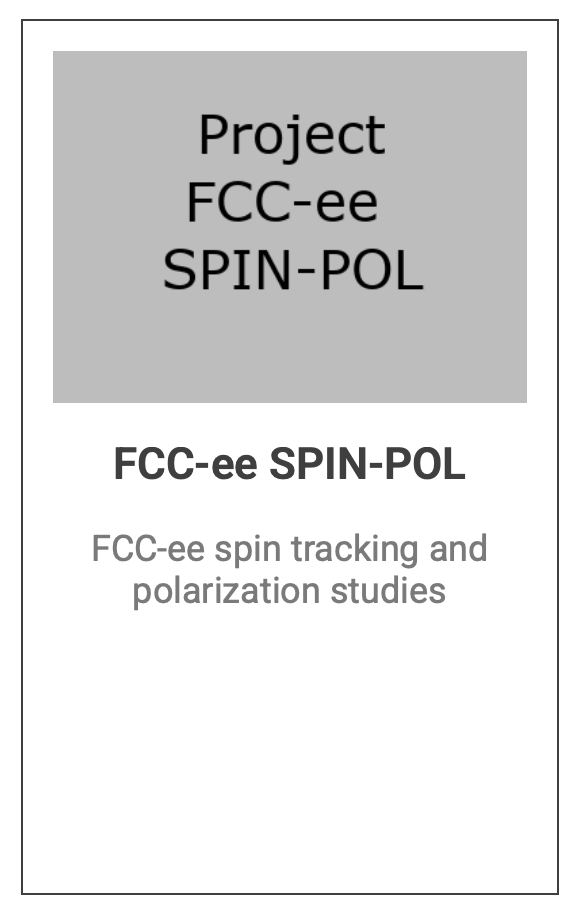 Project
FCC-ee
SPIN-POL
FCC-ee SPIN-POL
FCC-ee spin tracking and
polarization studies